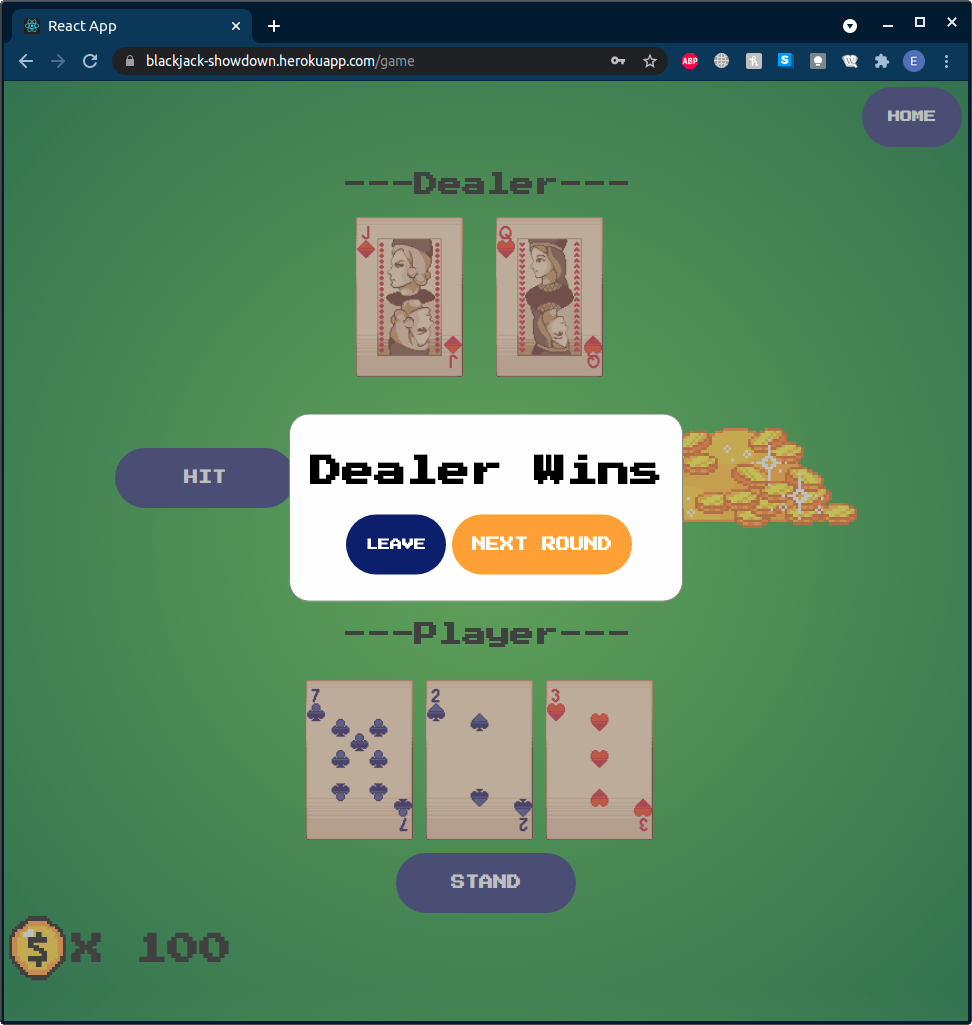 React App
blackjack-showdown.herokuapp.com/game
ABP
S
E
HOME
---Dealer---
J
Q
J
Q
HIT
Dealer Wins
LEAVE
NEXT ROUND
---Player---
7
2
3
7
2
3
STAND
$ X 100